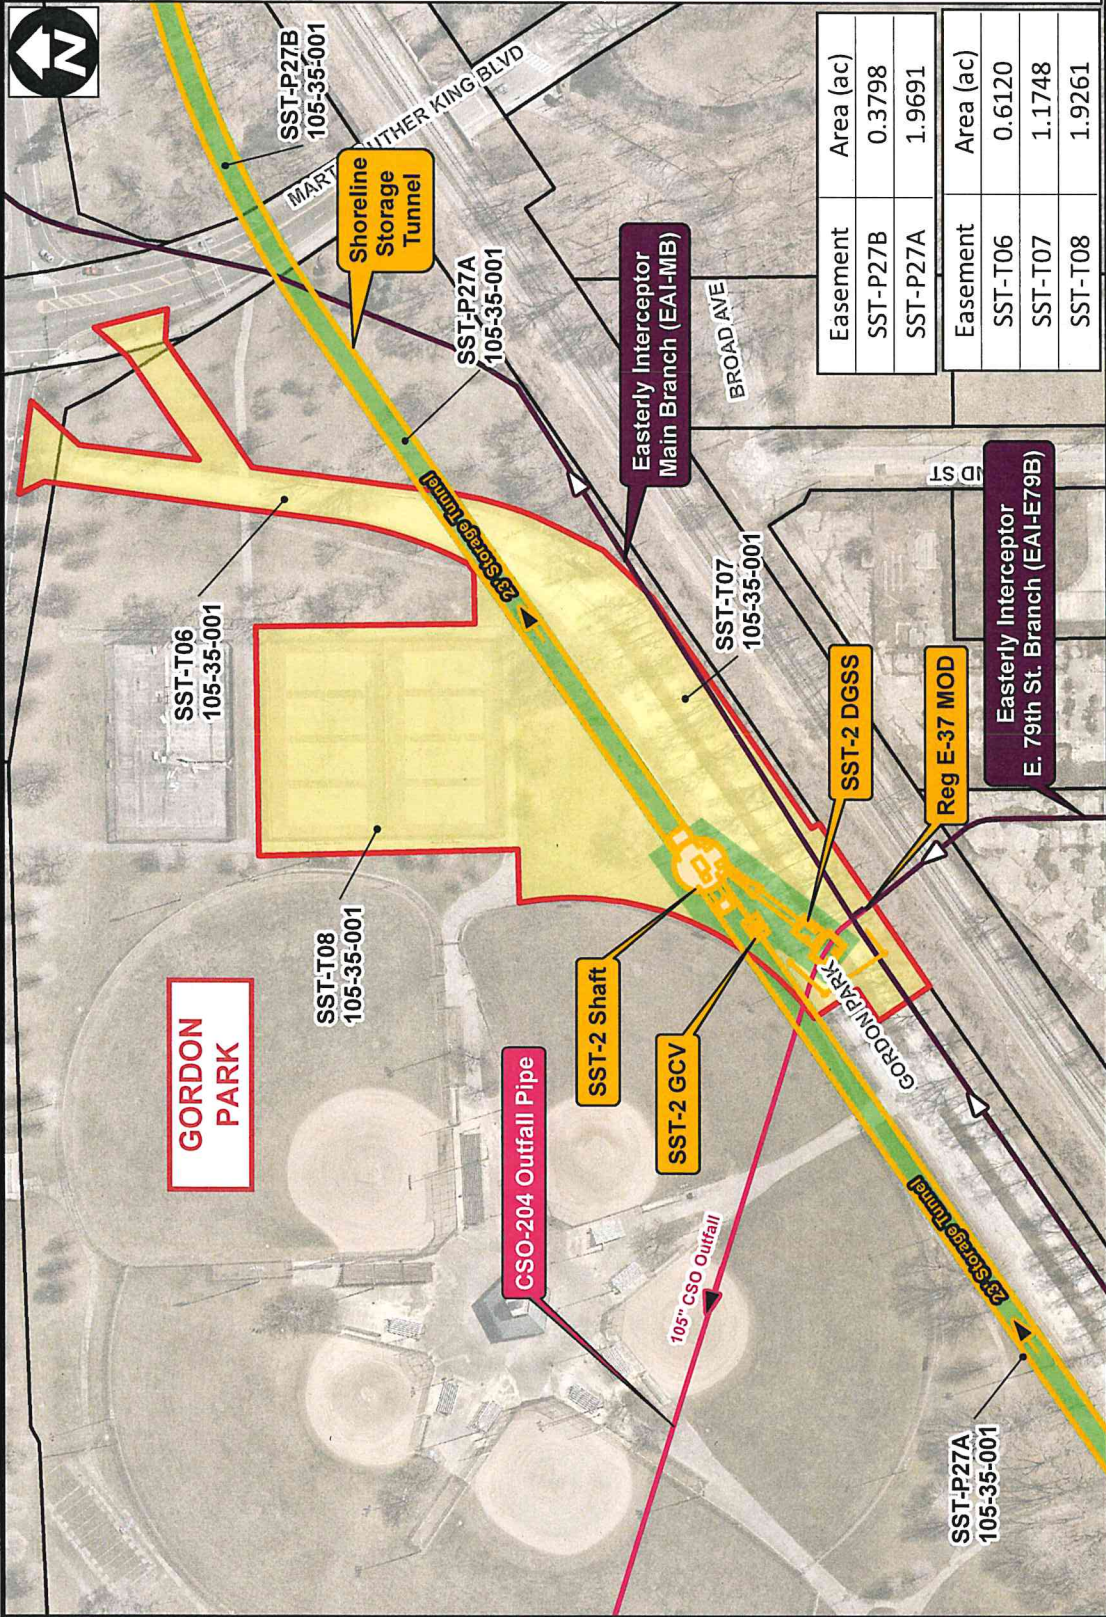 N
SST-P27B
105-35-001
MART
UTHER KING BLVD
Shoreline
Storage
Tunnel
SST-P27A
105-35-001
23' Storage Tunnel
Easterly Interceptor
Main Branch (EAI-MB)
BROAD AVE
SST-T06
105-35-001
SST-T07
105-35-001
ND ST
SST-2 DGSS
Reg E-37 MOD
Easterly Interceptor
E. 79th St. Branch (EAI-E79B)
SST-T08
105-35-001
GORDON
PARK
SST-2 Shaft
SST-2 GCV
GORDON PARK
CSO-204 Outfall Pipe
105" CSO Outfall
23' Storage Tunnel
SST-P27A
105-35-001
Easement Area (ac)
SST-P27B 0.3798
SST-P27A 1.9691
Easement Area (ac)
SST-T06 0.6120
SST-T07 1.1748
SST-T08 1.9261